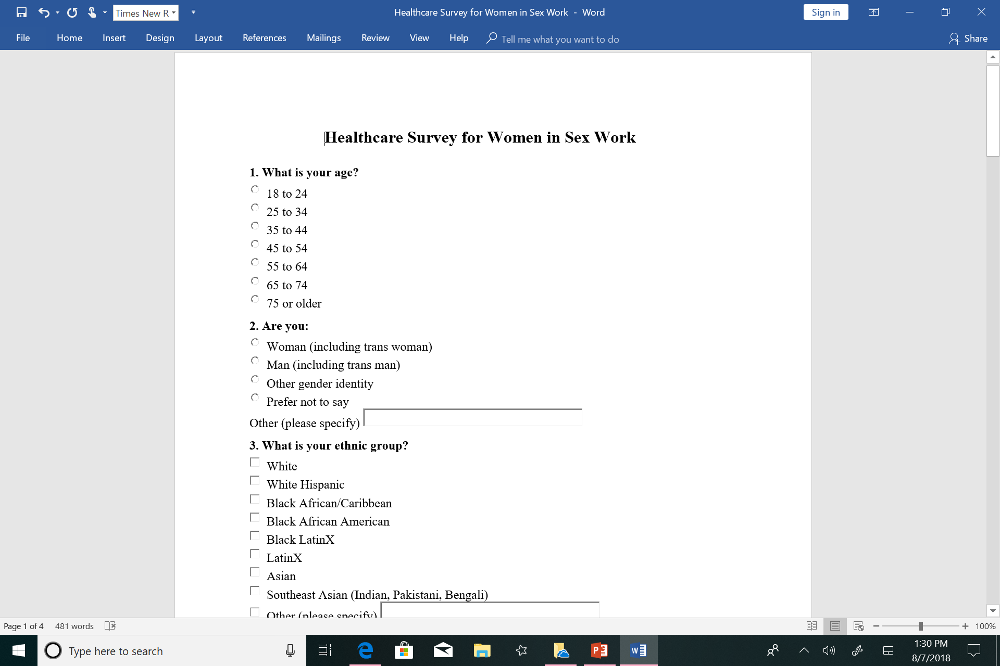 Times New R
Healthcare Survey for Women in Sex Work - Word
Sign in
File Home Insert Design Layout References Mailings Review View Help Tell me what you want to do Share
Healthcare Survey for Women in Sex Work
1. What is your age?
18 to 24
25 to 34
35 to 44
45 to 54
55 to 64
65 to 74
75 or older
2. Are you:
Woman (including trans woman)
Man (including trans man)
Other gender identity
Prefer not to say
Other (please specify)
3. What is your ethnic group?
White
White Hispanic
Black African/Caribbean
Black African American
Black LatinX
LatinX
Asian
Southeast Asian (Indian, Pakistani, Bengali)
Other (please specify)
Page 1 of 4 481 words 100%
Type here to search
1:30 PM
8/7/2018